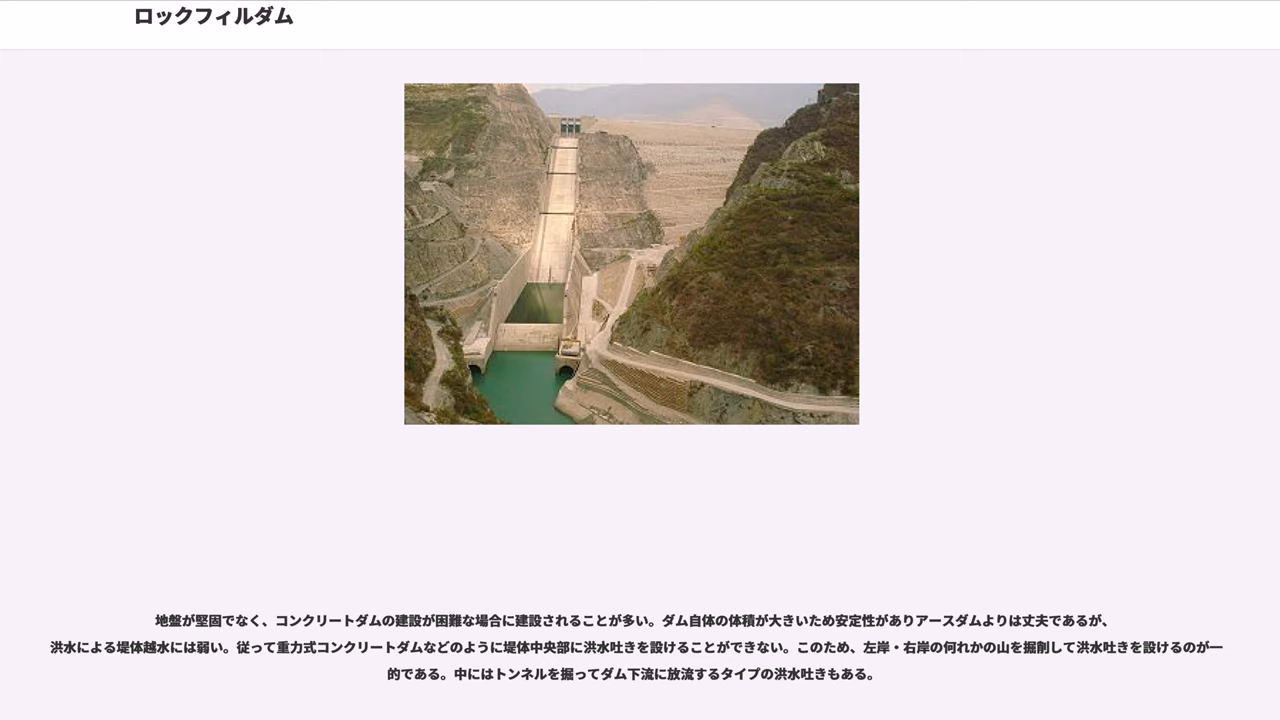 ロックフィルダム
地盤が堅固でなく、コンクリートダムの建設が困難な場合に建設されることが多い。ダム自体の体積が大きいため安定性がありアースダムよりは丈夫であるが、
洪水による堤体越水には弱い。従って重力式コンクリートダムなどのように堤体中央部に洪水吐きを設けることができない。このため、左岸・右岸の何れかの山を掘削して洪水吐きを設けるのが一
的である。中にはトンネルを掘ってダム下流に放流するタイプの洪水吐きもある。